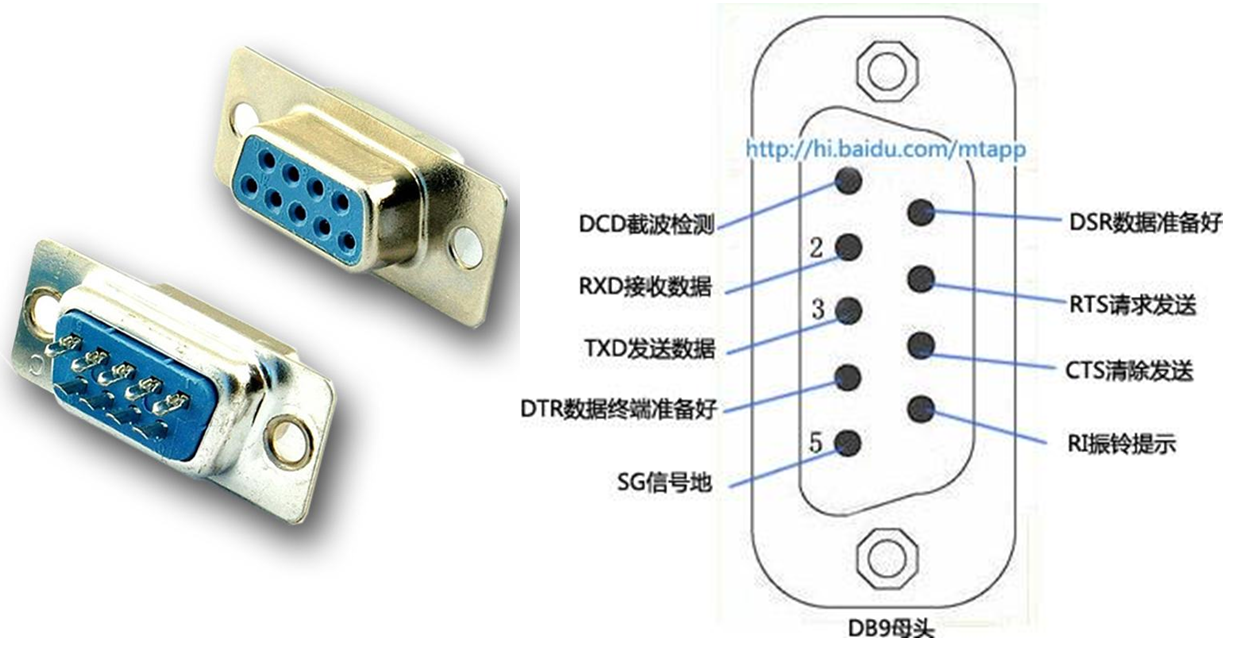 http://hi.baidu.com/mtapp
DCD截波检测
DSR数据准备好
2
RXD接收数据
RTS请求发送
3
TXD发送数据
CTS清除发送
DTR数据终端准备好
RI振铃提示
5
SG信号地
DB9母头